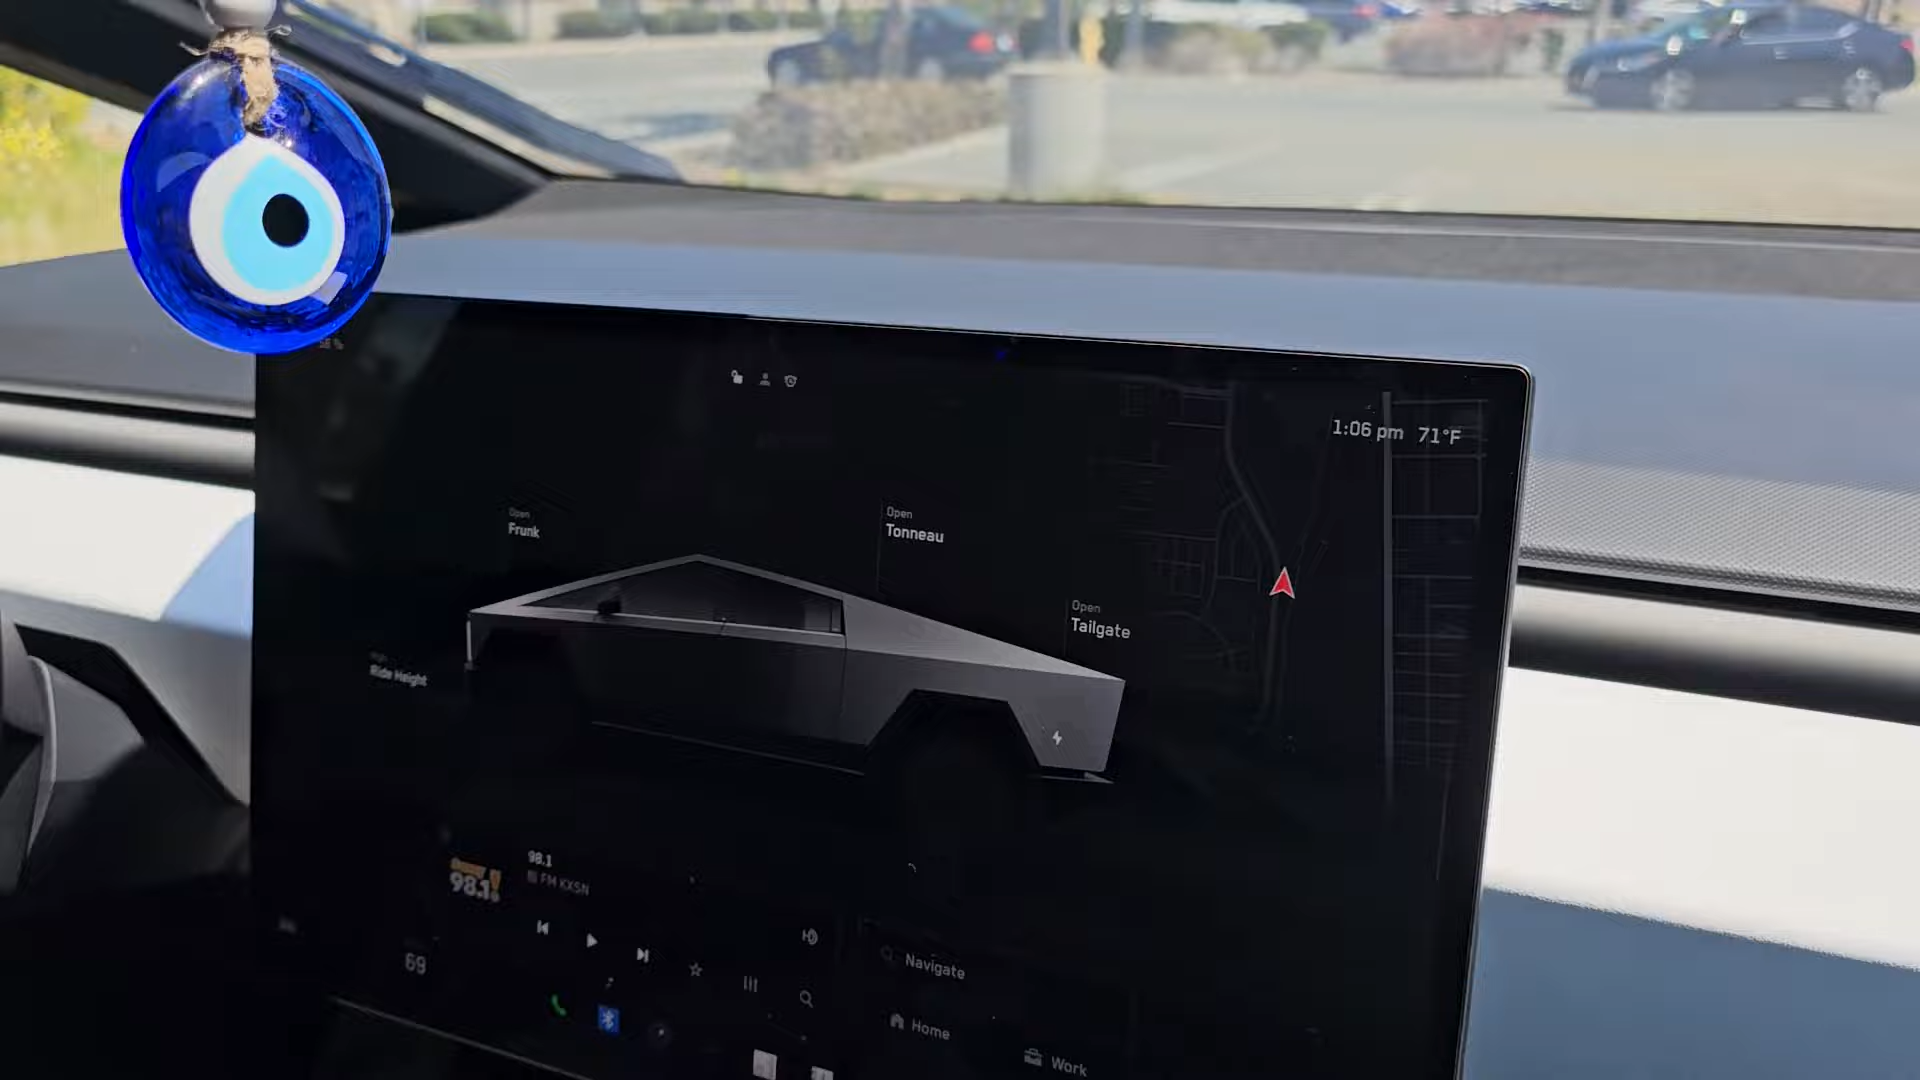 56 %
1:06 pm 71°F
Open
Frunk
Open
Tonneau
Open
Tailgate
Ride Height
98.1
98.1
FM KXSN
69
Navigate
Home
Work